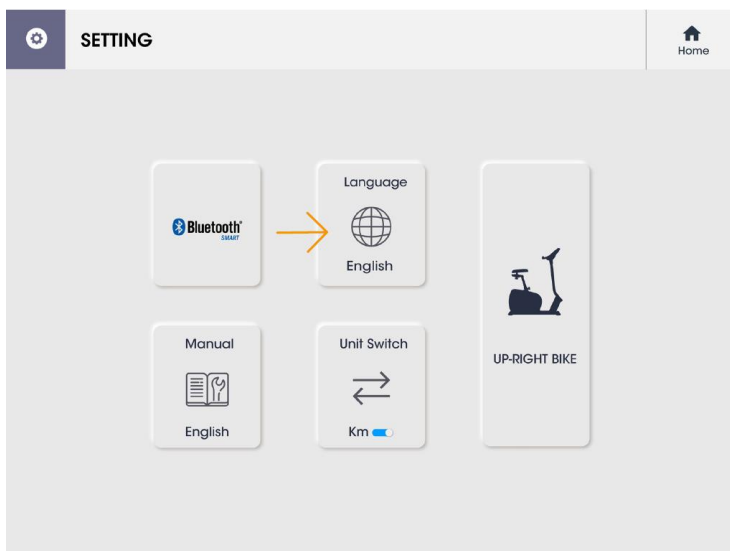 SETTING
Home
Bluetooth®
SMART
Language
English
Manual
English
Unit Switch
Km
UP-RIGHT BIKE